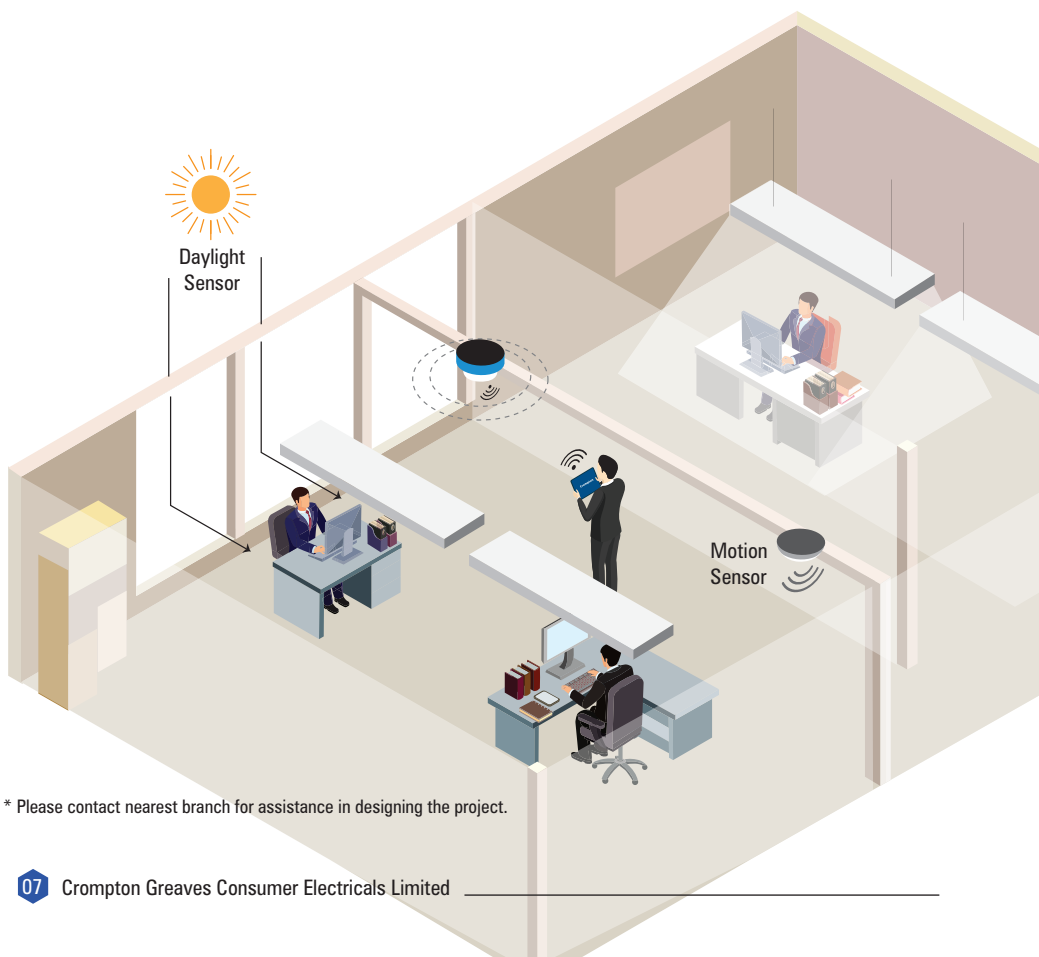 Daylight
Sensor
Motion
Sensor
* Please contact nearest branch for assistance in designing the project.
07 Crompton Greaves Consumer Electricals Limited